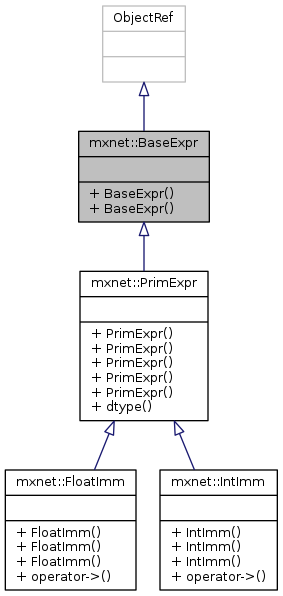 ObjectRef
mxnet::BaseExpr
+ BaseExpr()
+ BaseExpr()
mxnet::PrimExpr
+ PrimExpr()
+ PrimExpr()
+ PrimExpr()
+ PrimExpr()
+ PrimExpr()
+ dtype()
mxnet::FloatImm
+ FloatImm()
+ FloatImm()
+ FloatImm()
+ operator->()
mxnet::IntImm
+ IntImm()
+ IntImm()
+ IntImm()
+ operator->()